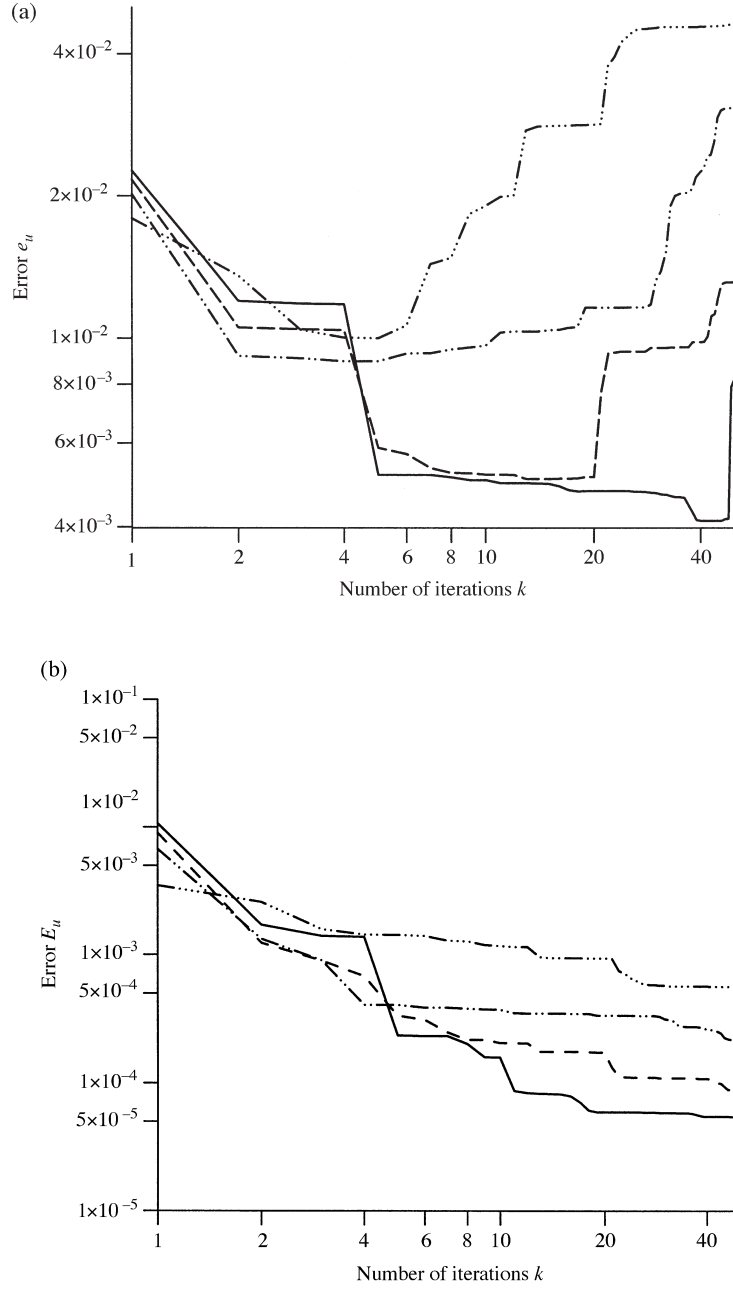 (a)
4×10⁻²
2×10⁻²
1×10⁻²
8×10⁻³
6×10⁻³
4×10⁻³
Error eᵤ
1 2 4 6 8 10 20 40
Number of iterations k
(b)
1×10⁻¹
5×10⁻²
1×10⁻²
5×10⁻³
1×10⁻³
5×10⁻⁴
1×10⁻⁴
5×10⁻⁵
1×10⁻⁵
Error Eᵤ
1 2 4 6 8 10 20 40
Number of iterations k